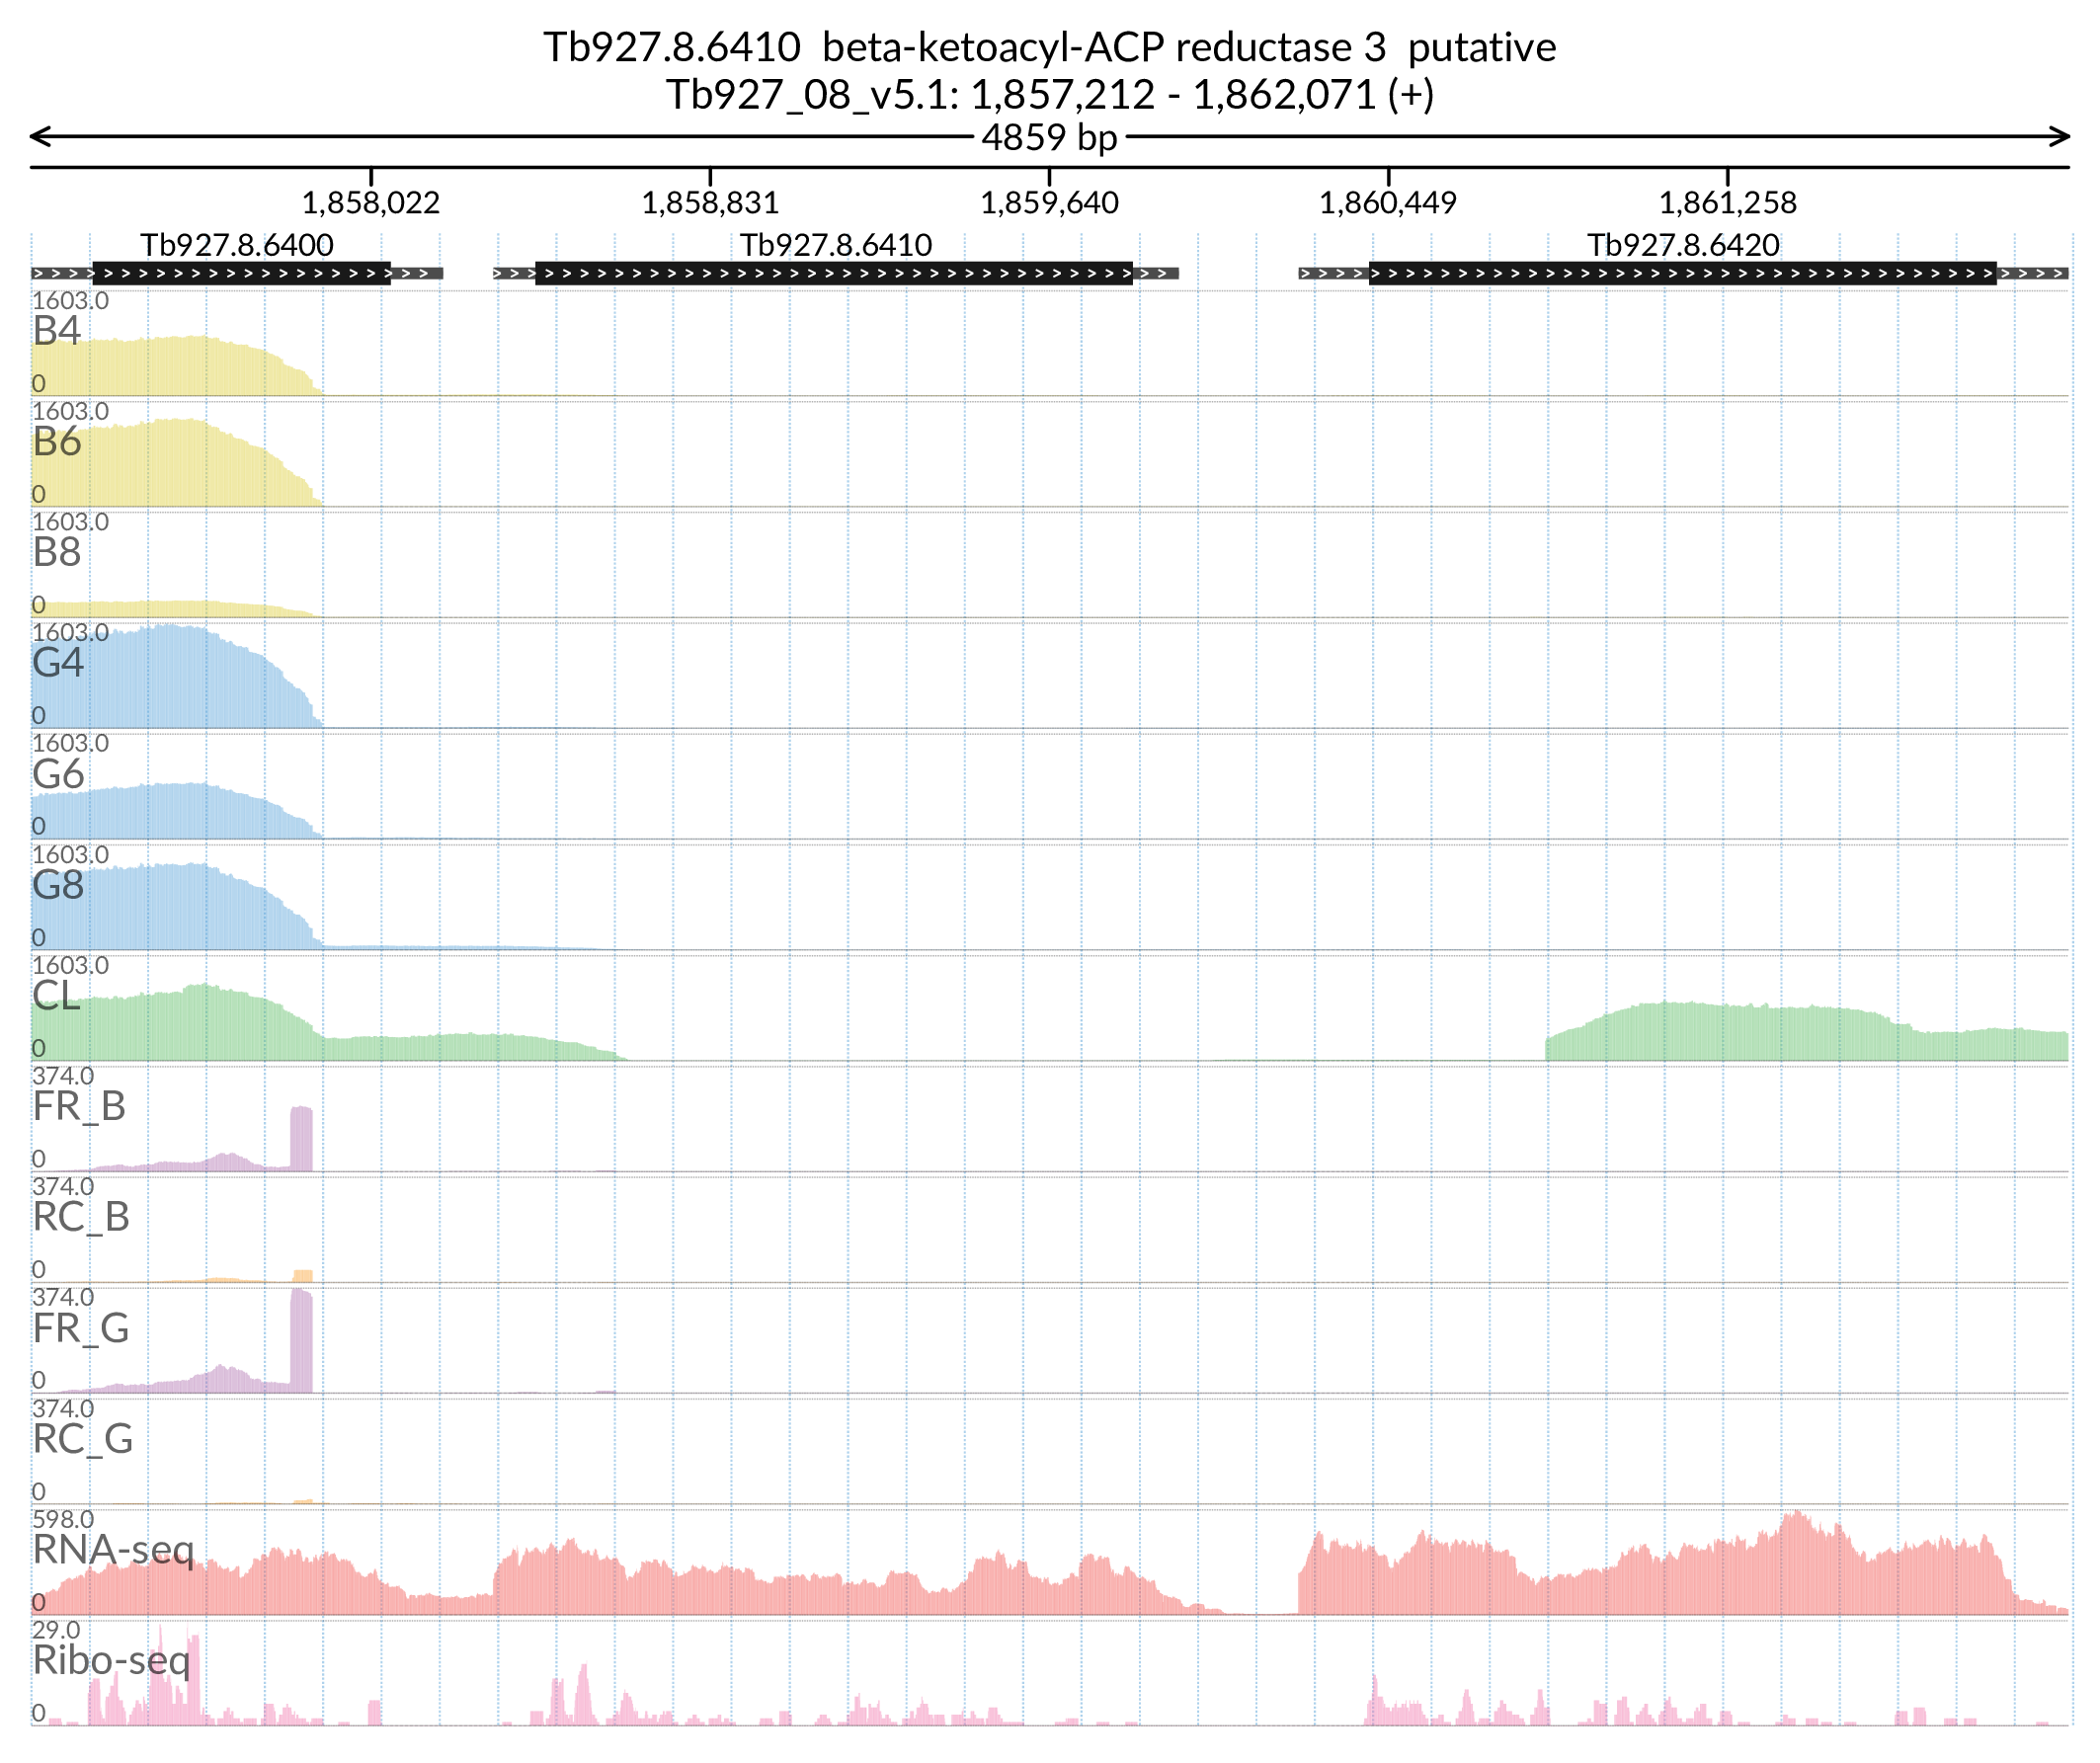 Tb927.8.6410  beta-ketoacyl-ACP reductase 3  putative
Tb927_08_v5.1: 1,857,212 - 1,862,071 (+)
4859 bp
1,858,022 1,858,831 1,859,640 1,860,449 1,861,258
Tb927.8.6400 Tb927.8.6410 Tb927.8.6420
1603.0
B4
0
1603.0
B6
0
1603.0
B8
0
1603.0
G4
0
1603.0
G6
0
1603.0
G8
0
1603.0
CL
0
374.0
FR_B
0
374.0
RC_B
0
374.0
FR_G
0
374.0
RC_G
0
598.0
RNA-seq
0
29.0
Ribo-seq
0